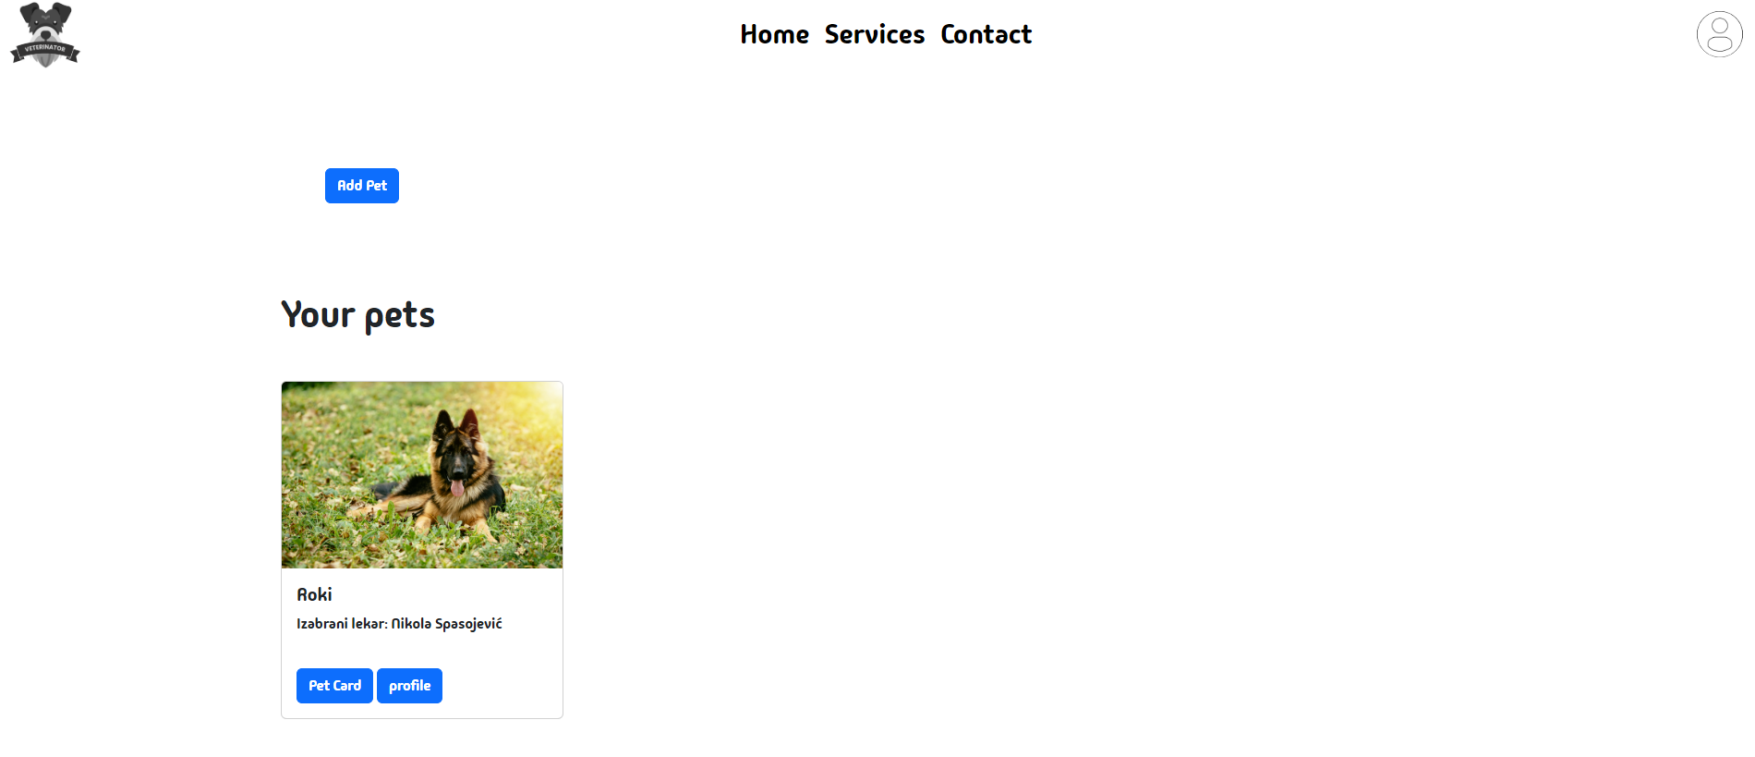 VETERINATOR
Home Services Contact
Add Pet
Your pets
Roki
Izabrani lekar: Nikola Spasojević
Pet Card profile